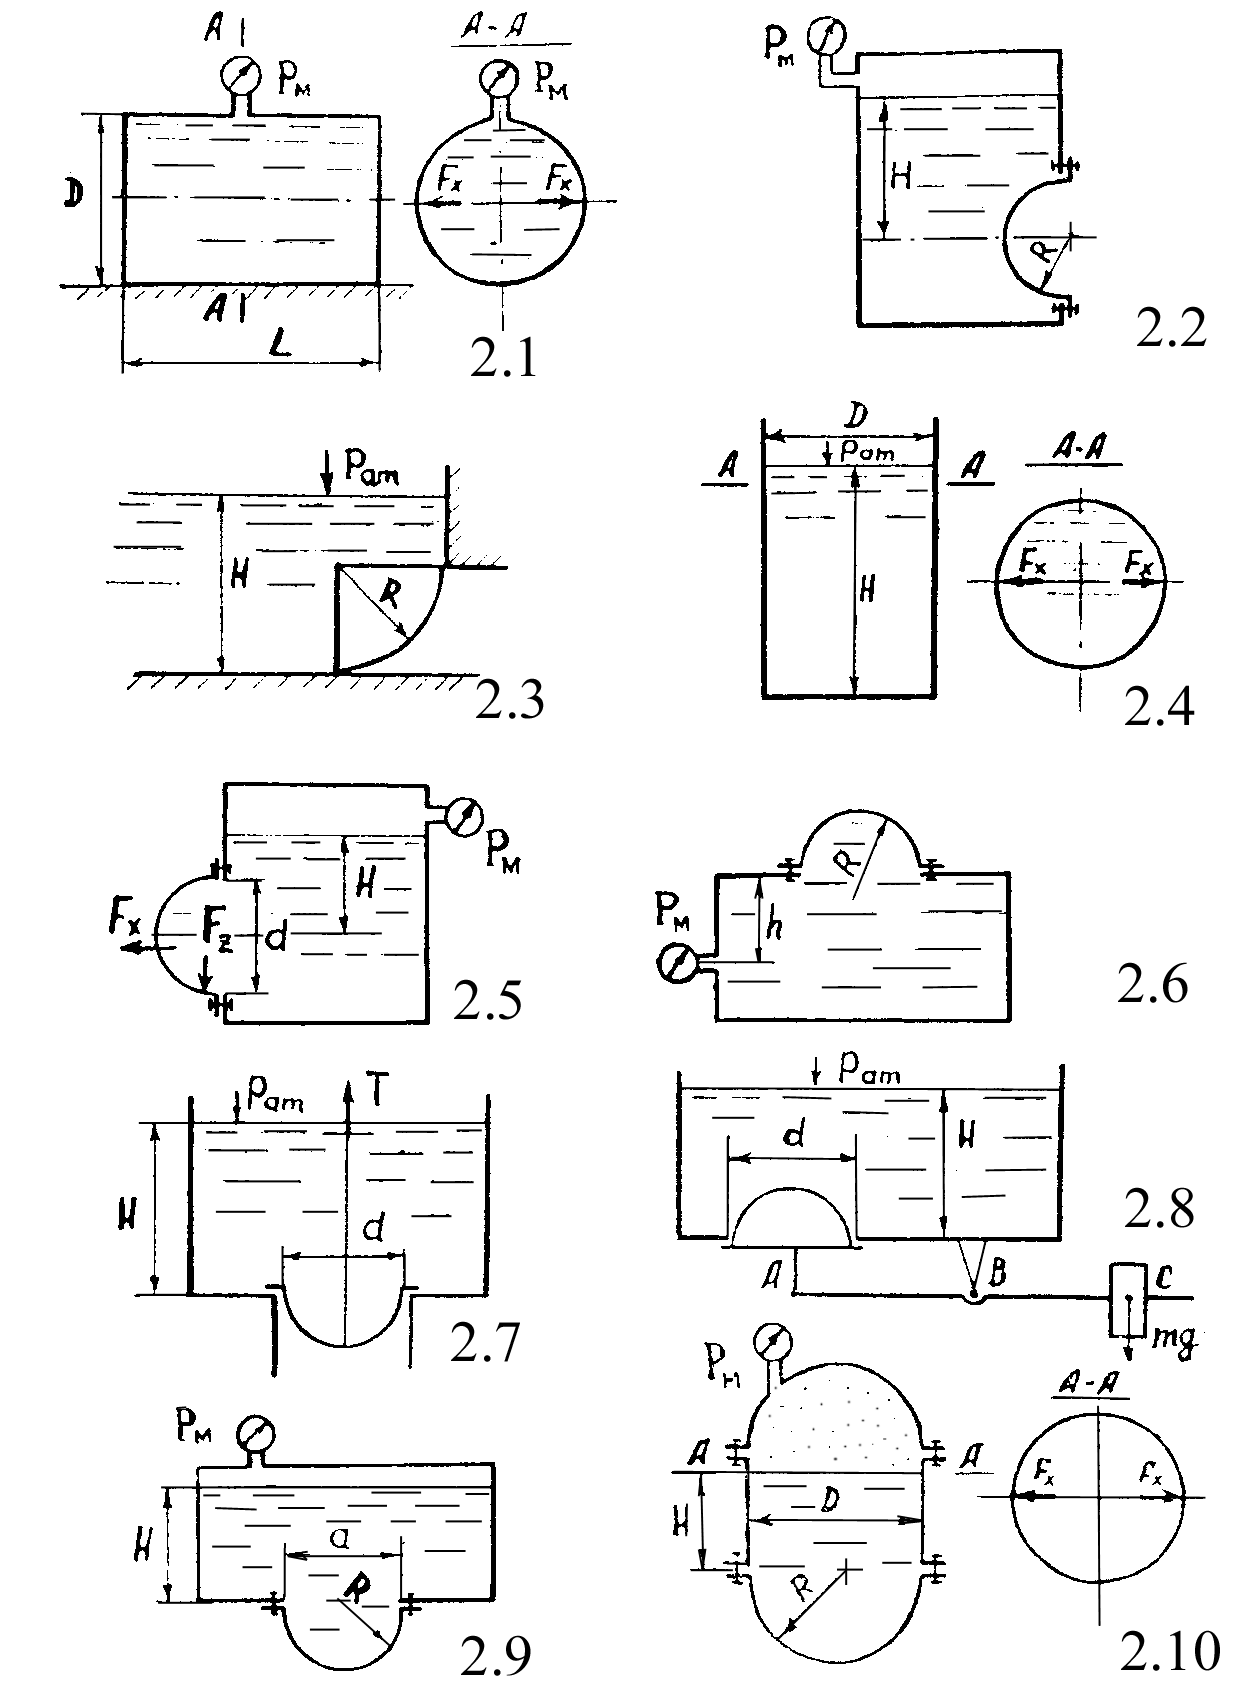 A A-A
Pм Pм
D Fx Fx
A
L
2.1
Pм
H
R
2.2
Pam
H R
2.3
D
A Pam A A-A
H Fx Fx
2.4
Pм
H
Fx Fz d
2.5
R
Pм h
2.6
Pam T
H
d
2.7
Pam
d H
2.8
A B C
mg
Pм
H a
R
2.9
Pм A-A
A A
H D Fx Fx
R
2.10